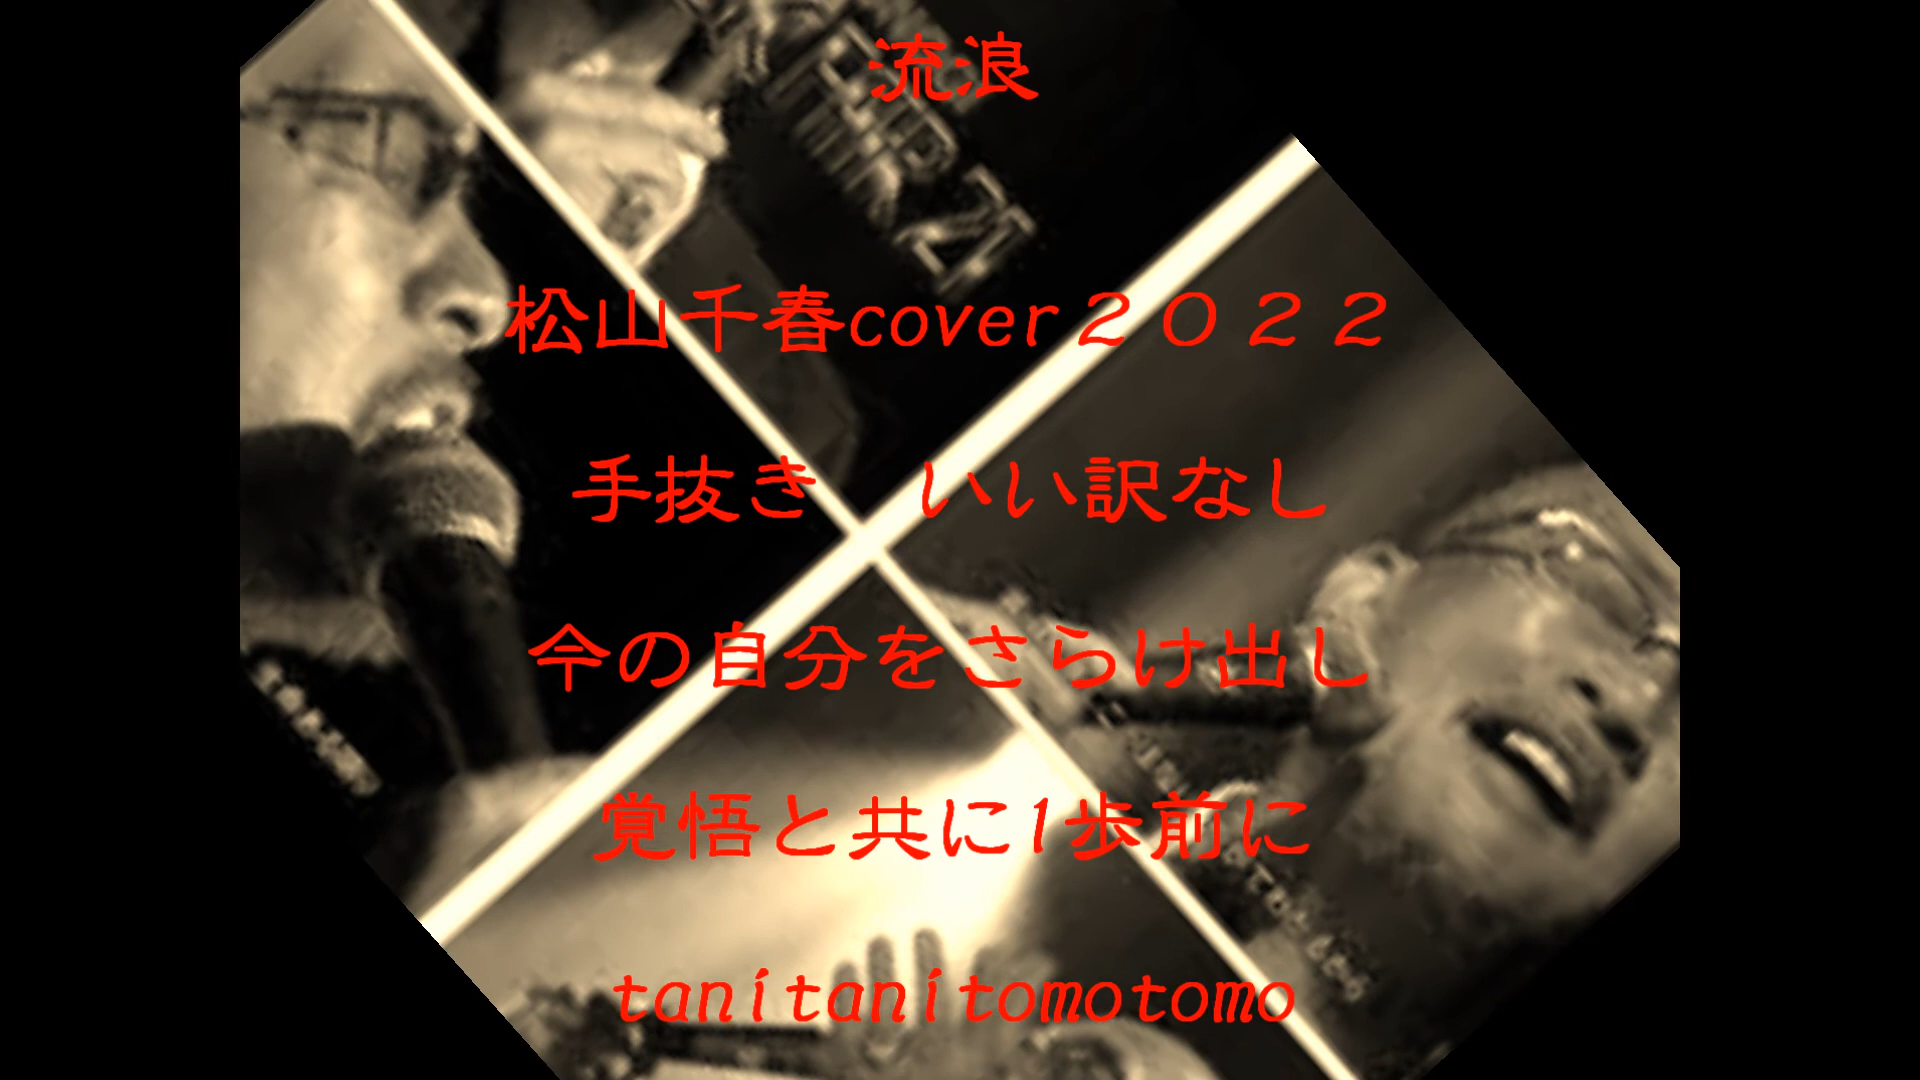 流浪
松山千春cover２０２２
手抜き　いい訳なし
今の自分をさらけ出し
覚悟と共に1歩前に
tanitanitomotomo